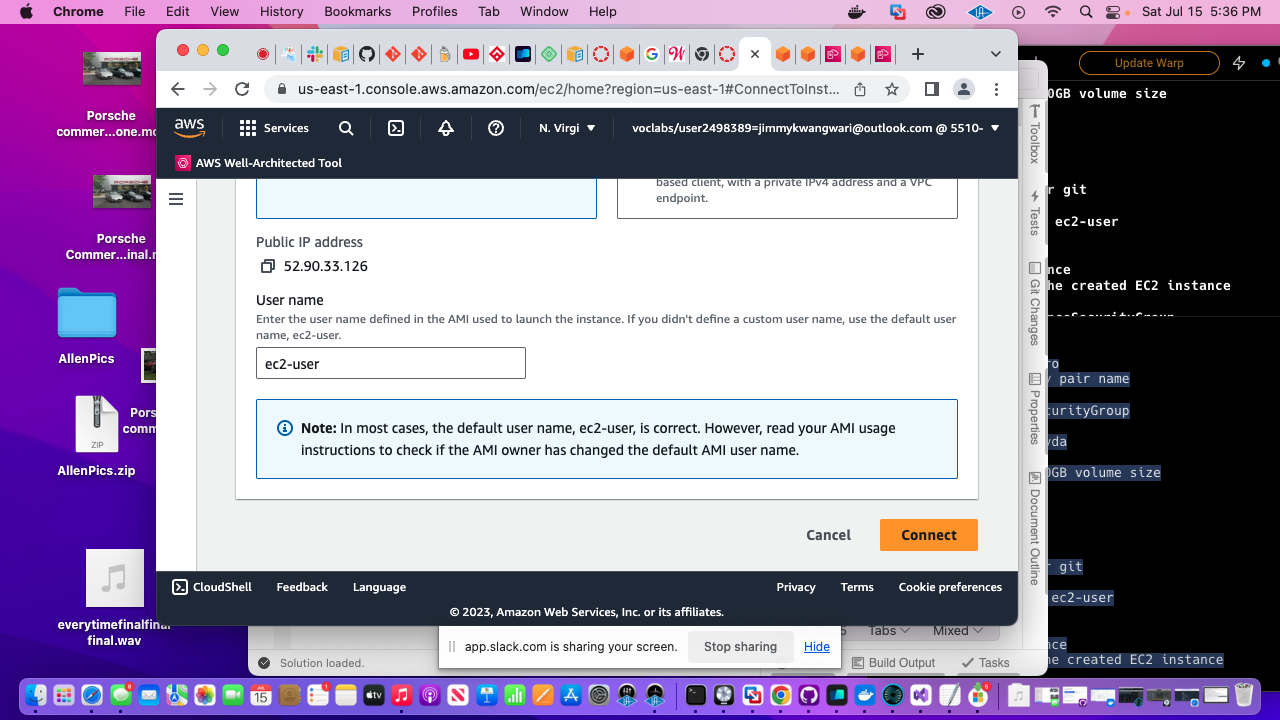 Chrome File Edit View History Bookmarks Profiles Tab Window Help
Sat Jul 15 5:36 PM
Update Warp
us-east-1.console.aws.amazon.com/ec2/home?region=us-east-1#ConnectToInst...
aws Services N. Virgi voclabs/user2498389=jimmykwangwari@outlook.com @ 5510-
AWS Well-Architected Tool
based client, with a private IPv4 address and a VPC
endpoint.
Public IP address
52.90.33.126
User name
Enter the username defined in the AMI used to launch the instance. If you didn't define a custom user name, use the default user
name, ec2-user.
ec2-user
Note: In most cases, the default user name, ec2-user, is correct. However, read your AMI usage
instructions to check if the AMI owner has changed the default AMI user name.
Cancel Connect
CloudShell Feedback Language Privacy Terms Cookie preferences
© 2023, Amazon Web Services, Inc. or its affiliates.
app.slack.com is sharing your screen. Stop sharing Hide
Solution loaded.
Tabs Mixed
Build Output Tasks
Porsche
commer...one.mo
Porsche
Commer...inal.m
AllenPics
Pors
comm
ZIP
AllenPics.zip
everytimefinalfinal
final.wav
Toolbox
Tests
Git Changes
Properties
Document Outline
0GB volume size
r git
ec2-user
nce
he created EC2 instance
ro
y pair name
curityGroup
vda
0GB volume size
r git
ec2-user
nce
he created EC2 instance